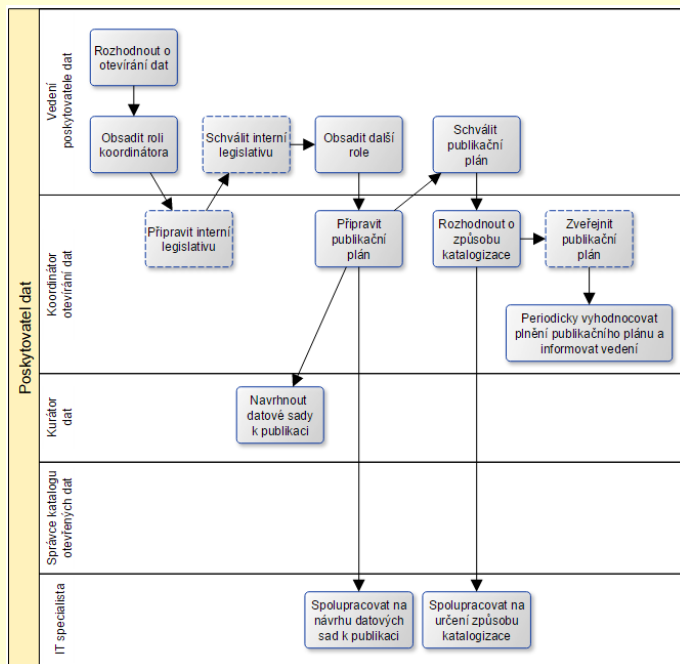 Poskytovatel dat
Vedení
poskytovatele dat
Rozhodnout o
otevírání dat
Obsadit roli
koordinátora
Schválit interní
legislativu
Obsadit další
role
Schválit
publikační
plán
Koordinátor
otevírání dat
Připravit interní
legislativu
Připravit
publikační
plán
Rozhodnout o
způsobu
katalogizace
Zveřejnit
publikační
plán
Periodicky vyhodnocovat
plnění publikačního plánu a
informovat vedení
Kurátor
dat
Navrhnout
datové sady
k publikaci
Správce katalogu
otevřených dat
IT specialista
Spolupracovat na
návrhu datových
sad k publikaci
Spolupracovat na
určení způsobu
katalogizace